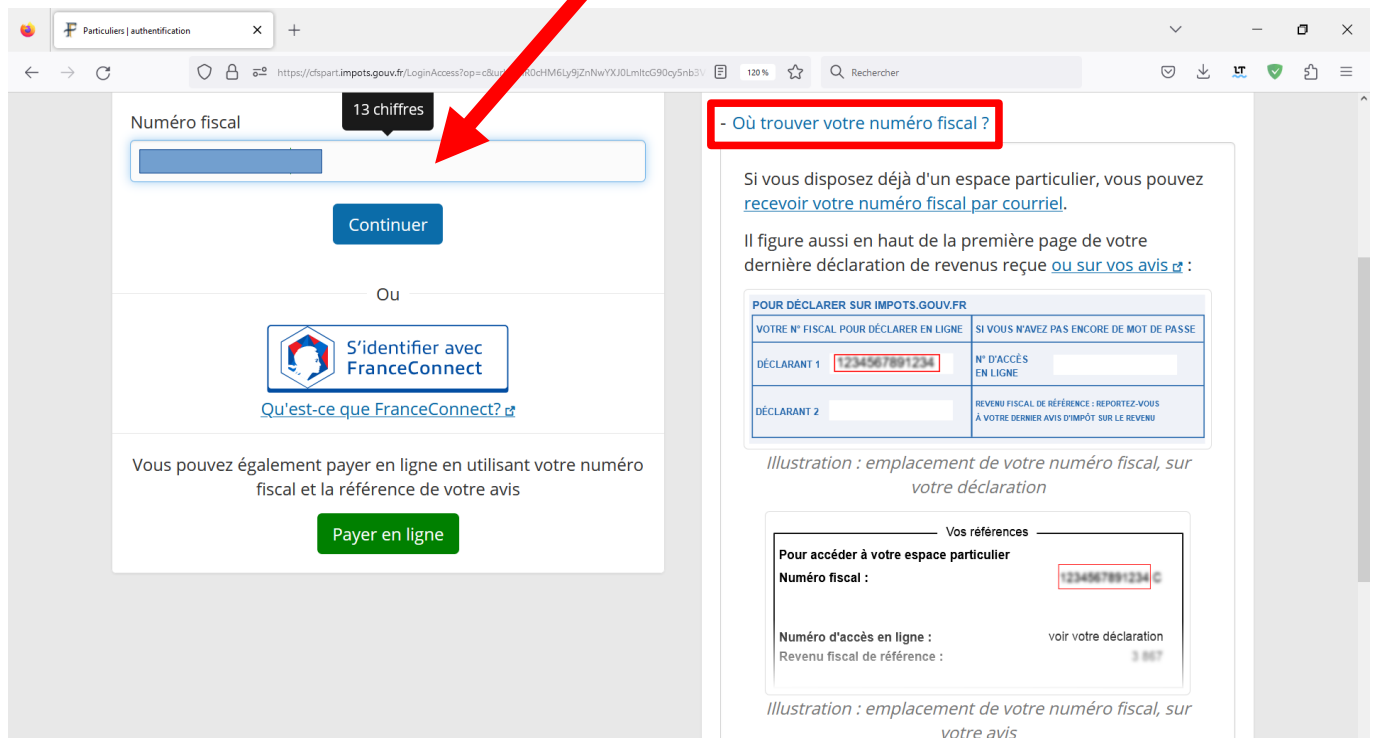 Particuliers | authentification
https://cfspart.impots.gouv.fr/LoginAccess?op=c&url
120 %
Rechercher
13 chiffres
Numéro fiscal
Continuer
Ou
S'identifier avec
FranceConnect
Qu'est-ce que FranceConnect?
Vous pouvez également payer en ligne en utilisant votre numéro
fiscal et la référence de votre avis
Payer en ligne
- Où trouver votre numéro fiscal ?
Si vous disposez déjà d'un espace particulier, vous pouvez
recevoir votre numéro fiscal par courriel.
Il figure aussi en haut de la première page de votre
dernière déclaration de revenus reçue ou sur vos avis :
POUR DÉCLARER SUR IMPOTS.GOUV.FR
VOTRE N° FISCAL POUR DÉCLARER EN LIGNE
SI VOUS N'AVEZ PAS ENCORE DE MOT DE PASSE
DÉCLARANT 1
1234567891234
N° D'ACCÈS
EN LIGNE
DÉCLARANT 2
REVENU FISCAL DE RÉFÉRENCE : REPORTEZ-VOUS
À VOTRE DERNIER AVIS D'IMPÔT SUR LE REVENU
Illustration : emplacement de votre numéro fiscal, sur
votre déclaration
Vos références
Pour accéder à votre espace particulier
Numéro fiscal :
1234567891234 C
Numéro d'accès en ligne :
voir votre déclaration
Revenu fiscal de référence :
3 867
Illustration : emplacement de votre numéro fiscal, sur
votre avis